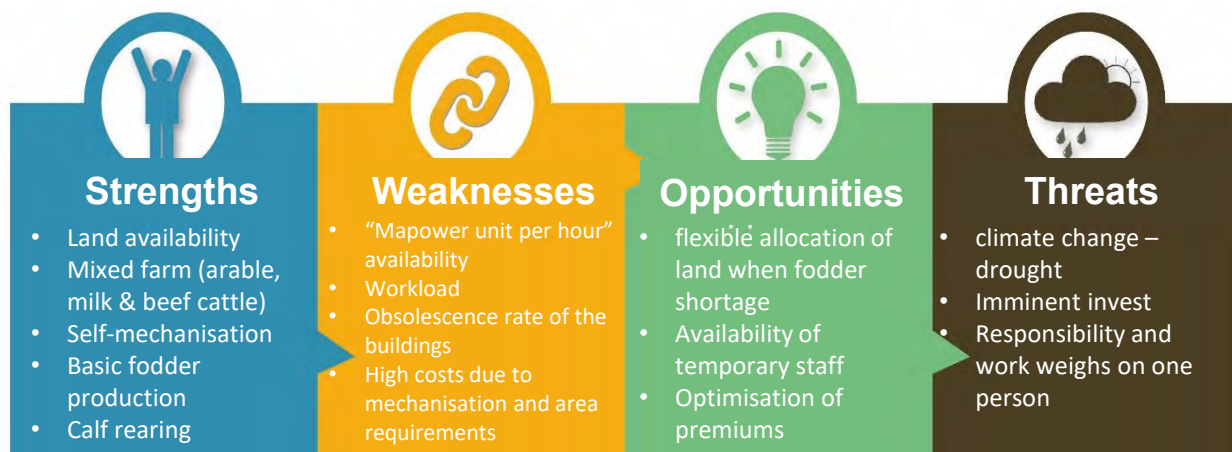 Strengths
• Land availability
• Mixed farm (arable,
milk & beef cattle)
• Self-mechanisation
• Basic fodder
production
• Calf rearing
Weaknesses
• “Mapower unit per hour”
availability
• Workload
• Obsolescence rate of the
buildings
• High costs due to
mechanisation and area
requirements
Opportunities
• flexible allocation of
land when fodder
shortage
• Availability of
temporary staff
• Optimisation of
premiums
Threats
• climate change –
drought
• Imminent invest
• Responsibility and
work weighs on one
person